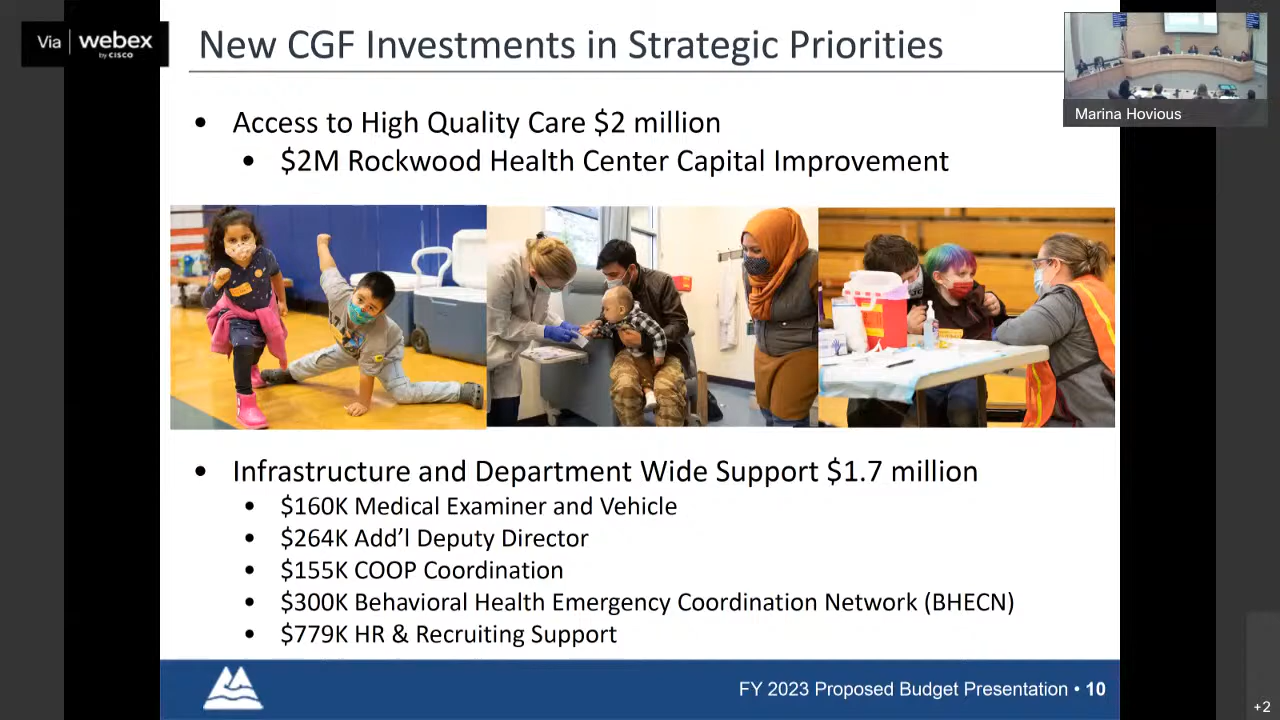 Via webex
by CISCO
New CGF Investments in Strategic Priorities
Marina Hovious
• Access to High Quality Care $2 million
• $2M Rockwood Health Center Capital Improvement
• Infrastructure and Department Wide Support $1.7 million
• $160K Medical Examiner and Vehicle
• $264K Add’l Deputy Director
• $155K COOP Coordination
• $300K Behavioral Health Emergency Coordination Network (BHECN)
• $779K HR & Recruiting Support
FY 2023 Proposed Budget Presentation • 10
+2